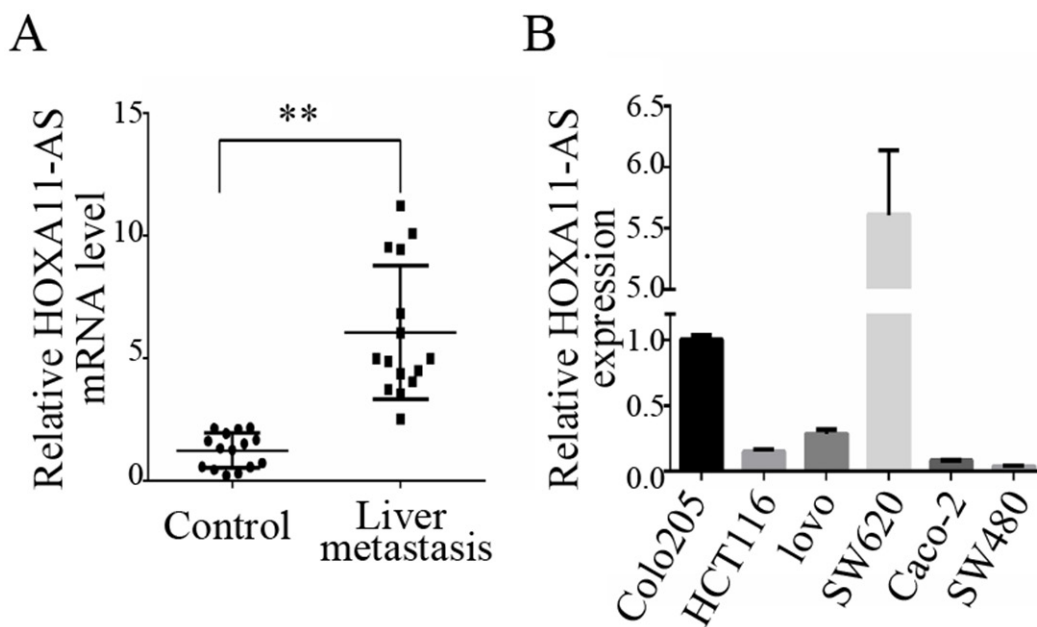 A
Relative HOXA11-AS
mRNA level
15
10
5
0
**
Control
Liver
metastasis
B
Relative HOXA11-AS
expression
6.5
6.0
5.5
5.0
1.0
0.5
0.0
Colo205
HCT116
lovo
SW620
Caco-2
SW480